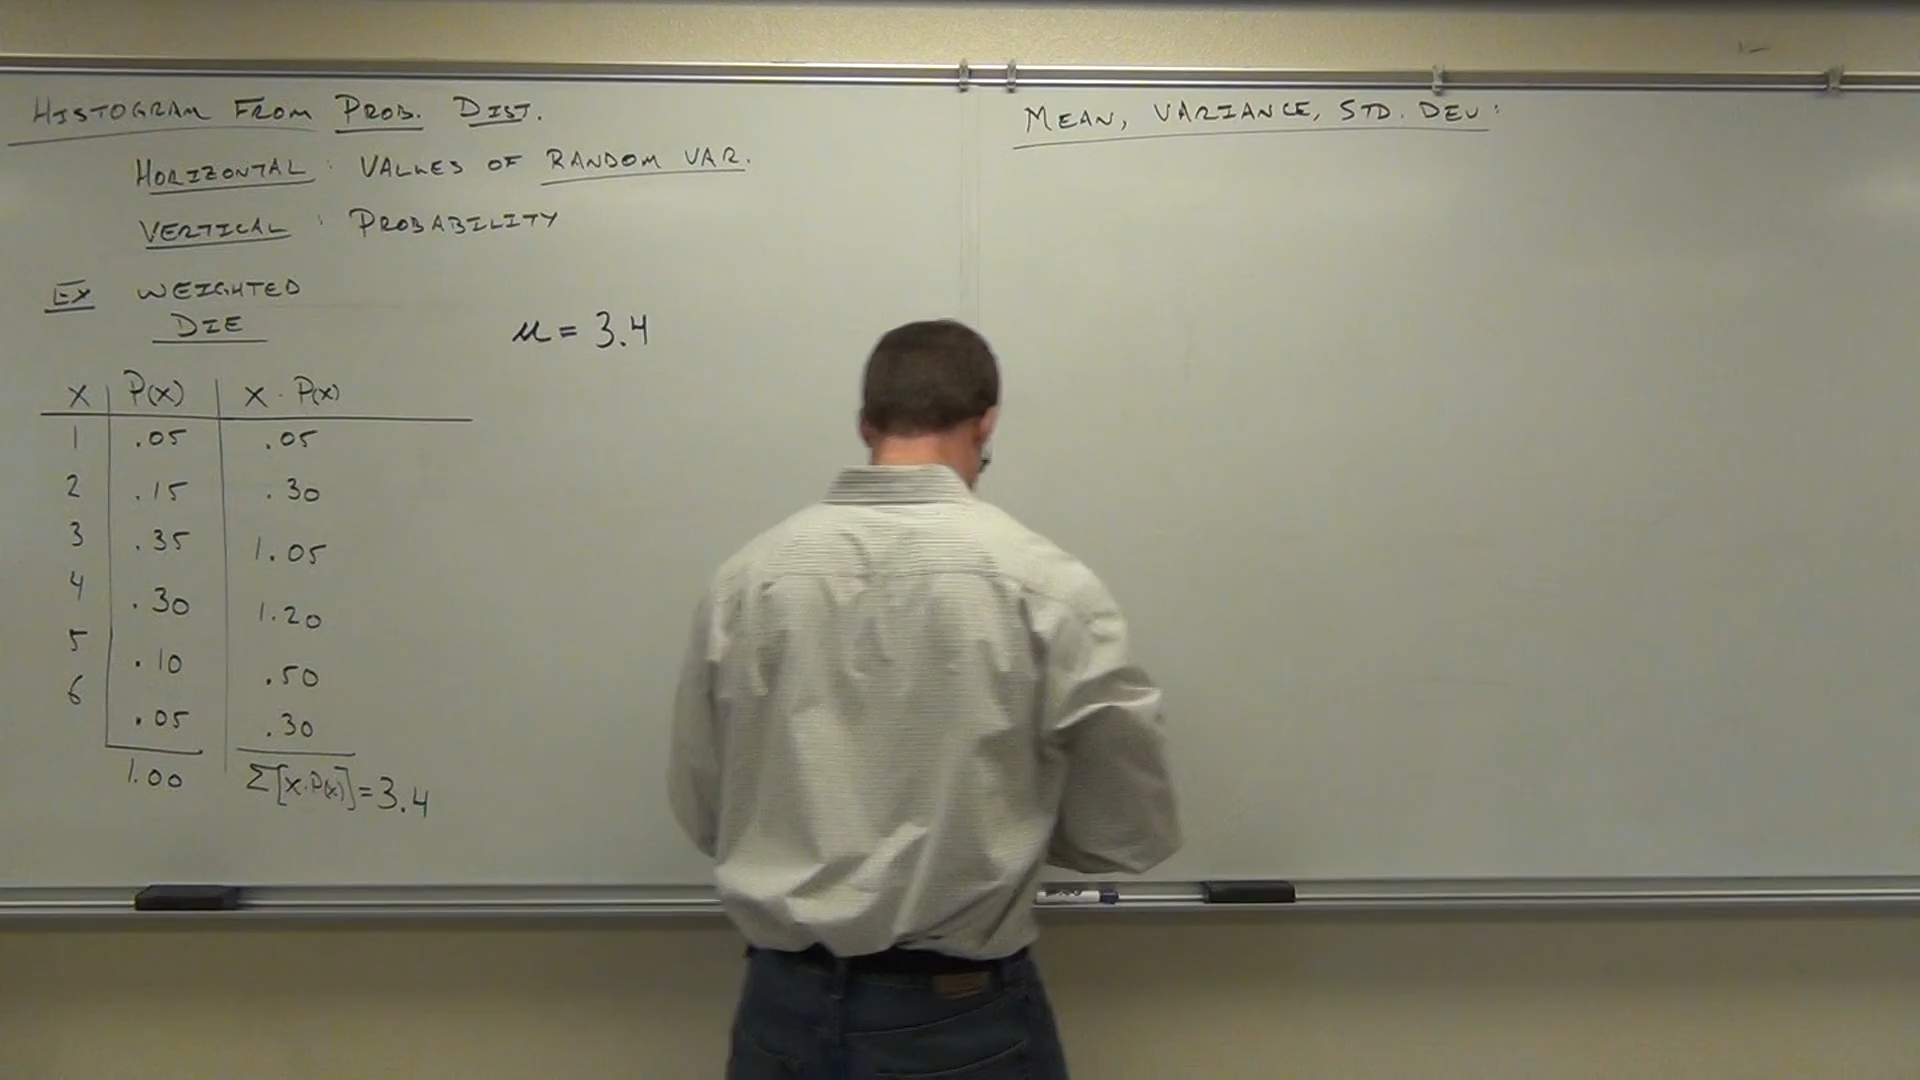 HISTOGRAM FROM PROB. DIST.
HORIZONTAL : VALUES OF RANDOM VAR.
VERTICAL : PROBABILITY
EX WEIGHTED
DIE
μ = 3.4
X P(X) X · P(X)
1 .05 .05
2 .15 .30
3 .35 1.05
4 .30 1.20
5 .10 .50
6 .05 .30
1.00 Σ[X·P(X)] = 3.4
MEAN, VARIANCE, STD. DEV: